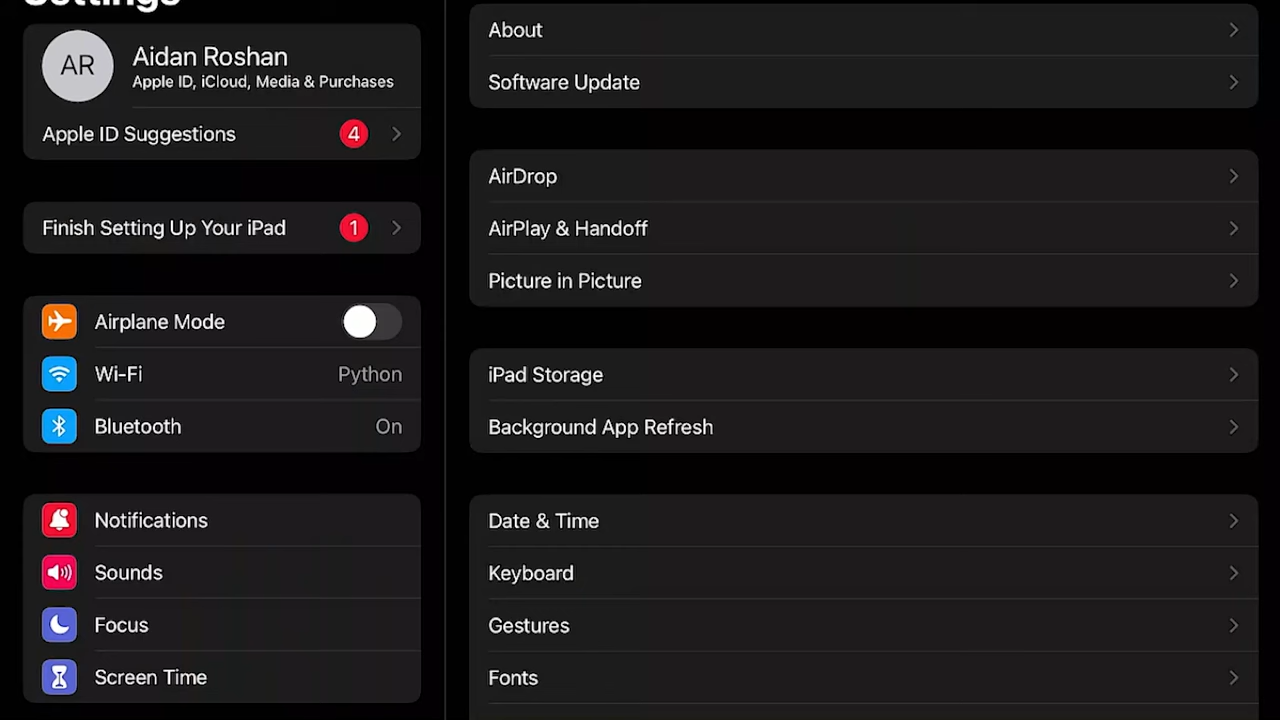 Settings
AR
Aidan Roshan
Apple ID, iCloud, Media & Purchases
Apple ID Suggestions
4
Finish Setting Up Your iPad
1
Airplane Mode
Wi-Fi
Python
Bluetooth
On
Notifications
Sounds
Focus
Screen Time
About
Software Update
AirDrop
AirPlay & Handoff
Picture in Picture
iPad Storage
Background App Refresh
Date & Time
Keyboard
Gestures
Fonts